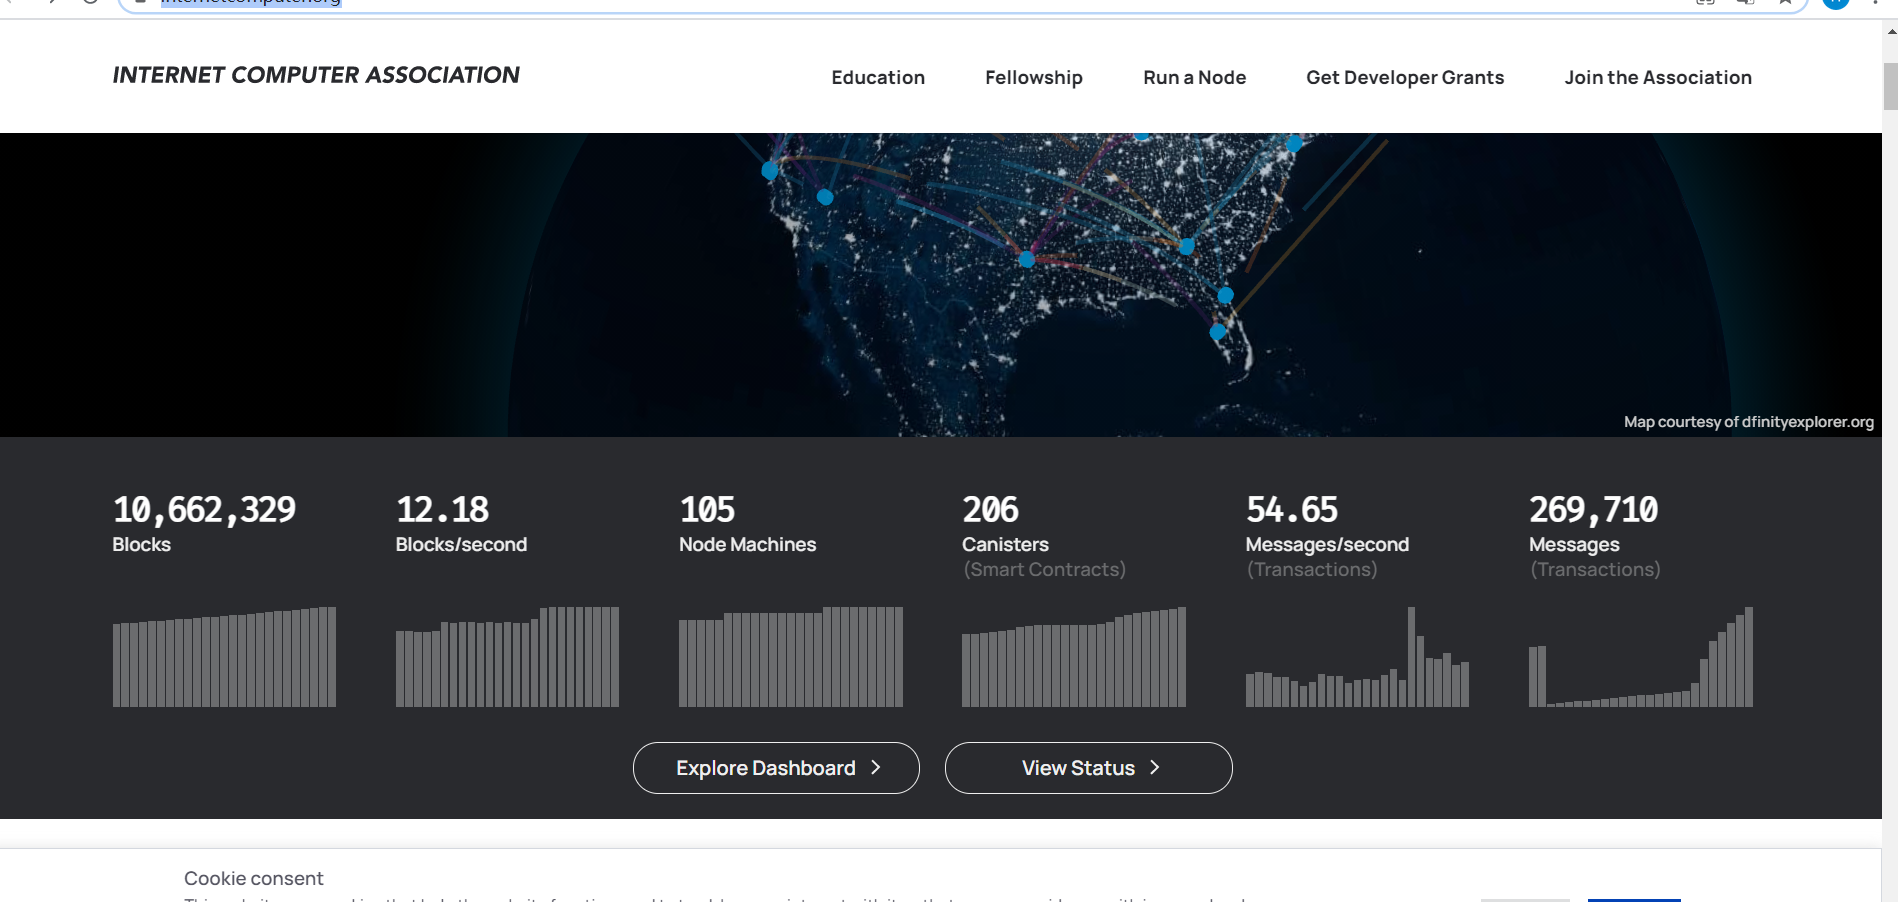 internetcomputer.org
INTERNET COMPUTER ASSOCIATION
Education Fellowship Run a Node Get Developer Grants Join the Association
Map courtesy of dfinityexplorer.org
10,662,329
Blocks
12.18
Blocks/second
105
Node Machines
206
Canisters
(Smart Contracts)
54.65
Messages/second
(Transactions)
269,710
Messages
(Transactions)
Explore Dashboard
View Status
Cookie consent